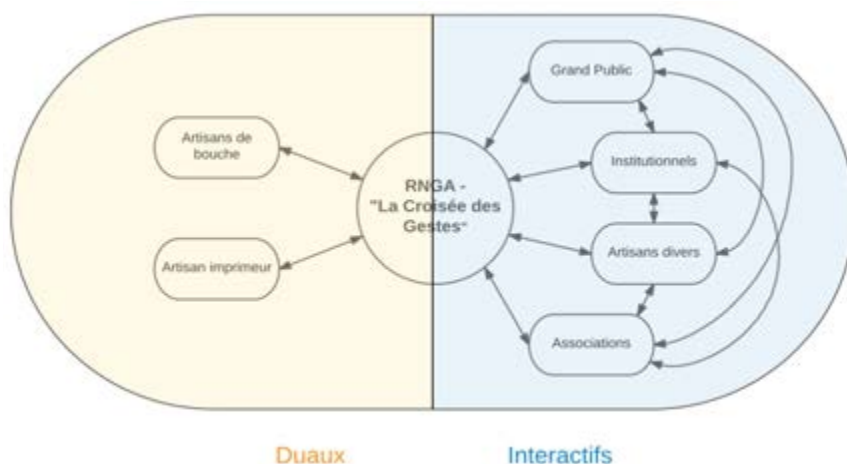 Grand Public
Artisans de
bouche
Institutionnels
RNGA -
"La Croisée des
Gestes"
Artisans divers
Artisan imprimeur
Associations
Duaux
Interactifs